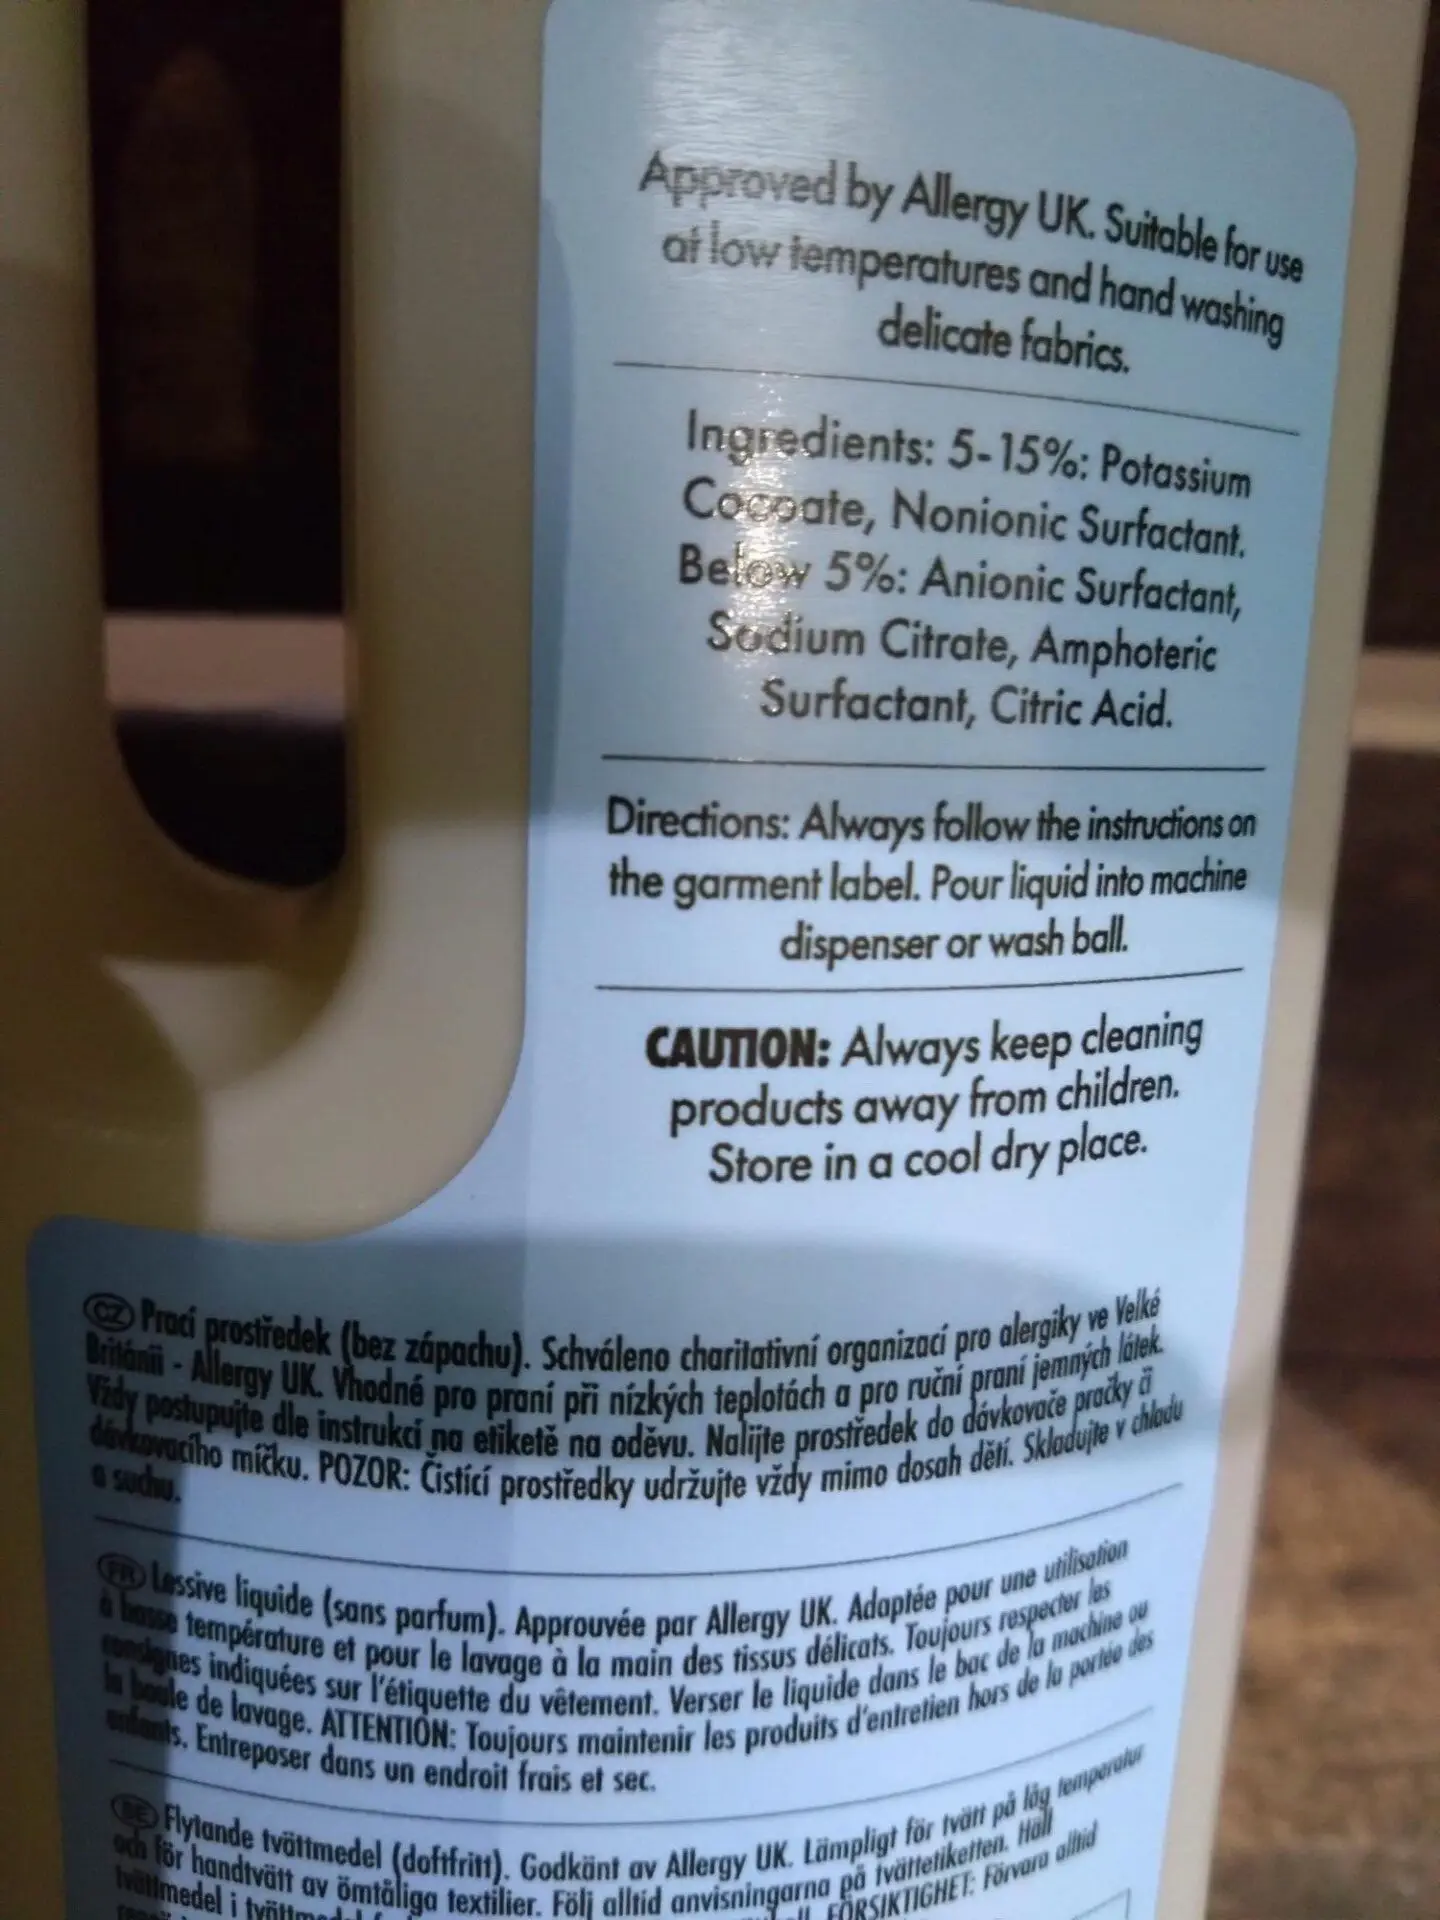 Approved by Allergy UK. Suitable for use
at low temperatures and hand washing
delicate fabrics.
Ingredients: 5-15%: Potassium
Cocoate, Nonionic Surfactant.
Below 5%: Anionic Surfactant,
Sodium Citrate, Amphoteric
Surfactant, Citric Acid.
Directions: Always follow the instructions on
the garment label. Pour liquid into machine
dispenser or wash ball.
CAUTION: Always keep cleaning
products away from children.
Store in a cool dry place.
CZ Prací prostředek (bez zápachu). Schváleno charitativní organizací pro alergiky ve Velké
Británii - Allergy UK. Vhodné pro praní při nízkých teplotách a pro ruční praní jemných látek.
Vždy postupujte dle instrukcí na etiketě na oděvu. Nalijte prostředek do dávkovače pračky či
dávkovacího míčku. POZOR: Čistící prostředky udržujte vždy mimo dosah dětí. Skladujte v chladu
a suchu.
FR Lessive liquide (sans parfum). Approuvée par Allergy UK. Adaptée pour une utilisation
à basse température et pour le lavage à la main des tissus délicats. Toujours respecter les
consignes indiquées sur l'étiquette du vêtement. Verser le liquide dans le bac de la machine ou
la boule de lavage. ATTENTION: Toujours maintenir les produits d'entretien hors de la portée des
enfants. Entreposer dans un endroit frais et sec.
SE Flytande tvättmedel (doftfritt). Godkänt av Allergy UK. Lämpligt för tvätt på låg temperatur
och för handtvätt av ömtåliga textilier. Följ alltid anvisningarna på tvättetiketten. Häll
tvättmedel i FÖRSIKTIGHET: Förvara alltid